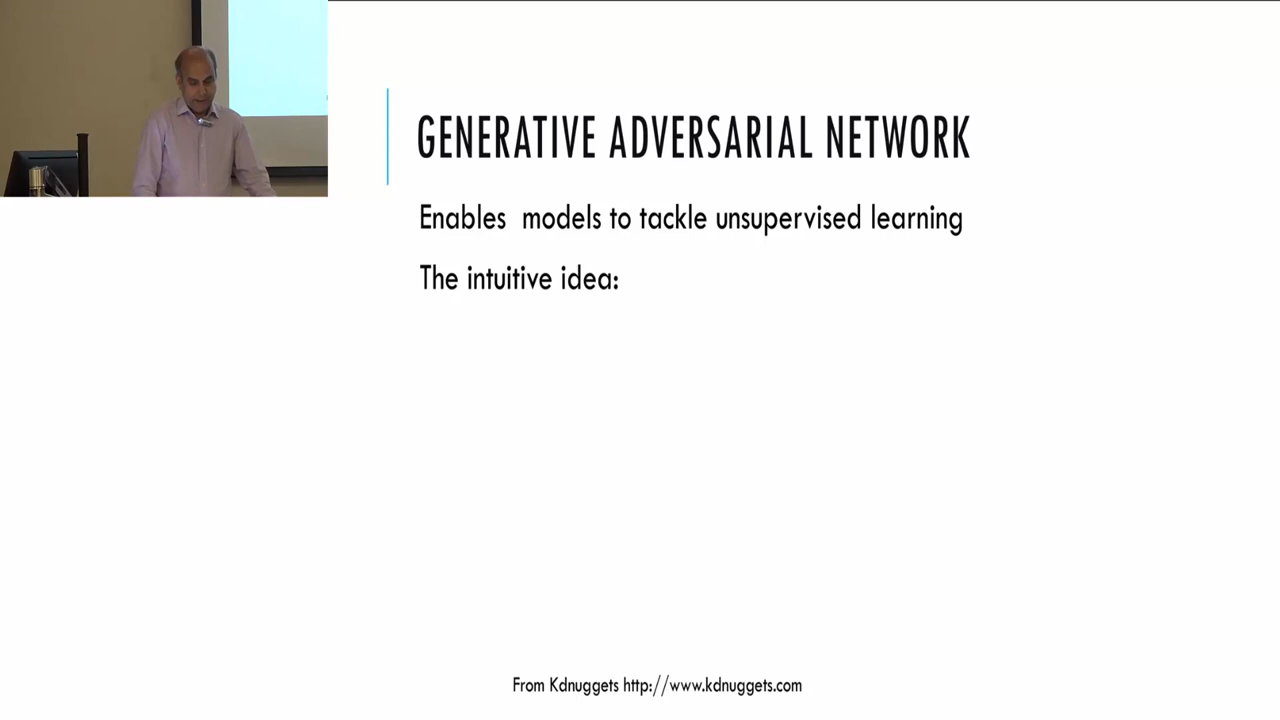 GENERATIVE ADVERSARIAL NETWORK
Enables models to tackle unsupervised learning
The intuitive idea:
From Kdnuggets http://www.kdnuggets.com